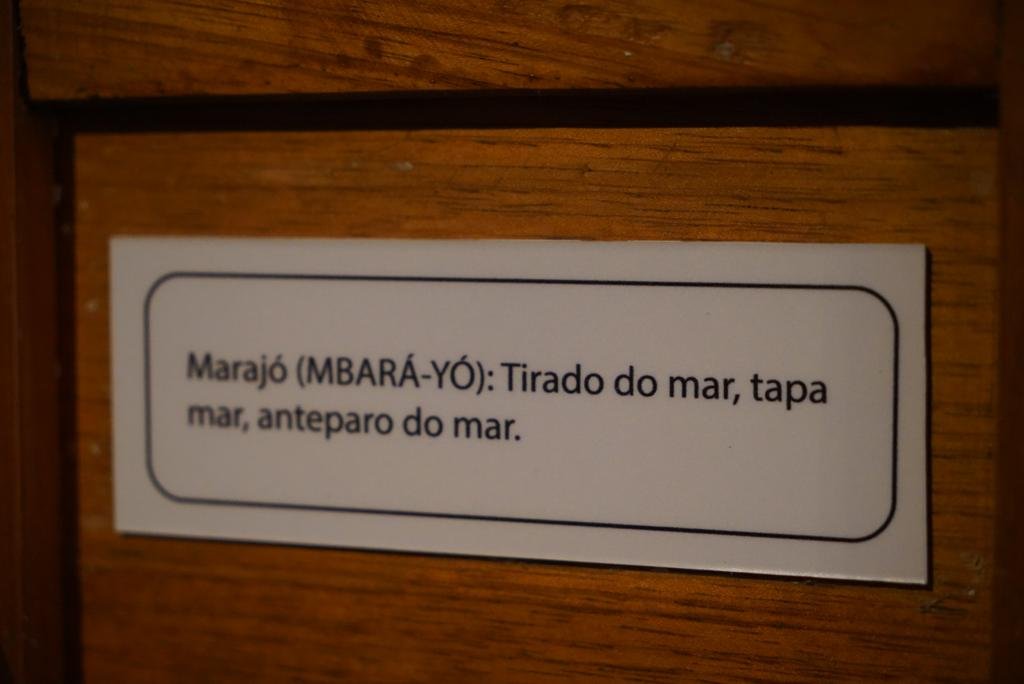 Marajó (MBARÁ-YÓ): Tirado do mar, tapa
mar, anteparo do mar.